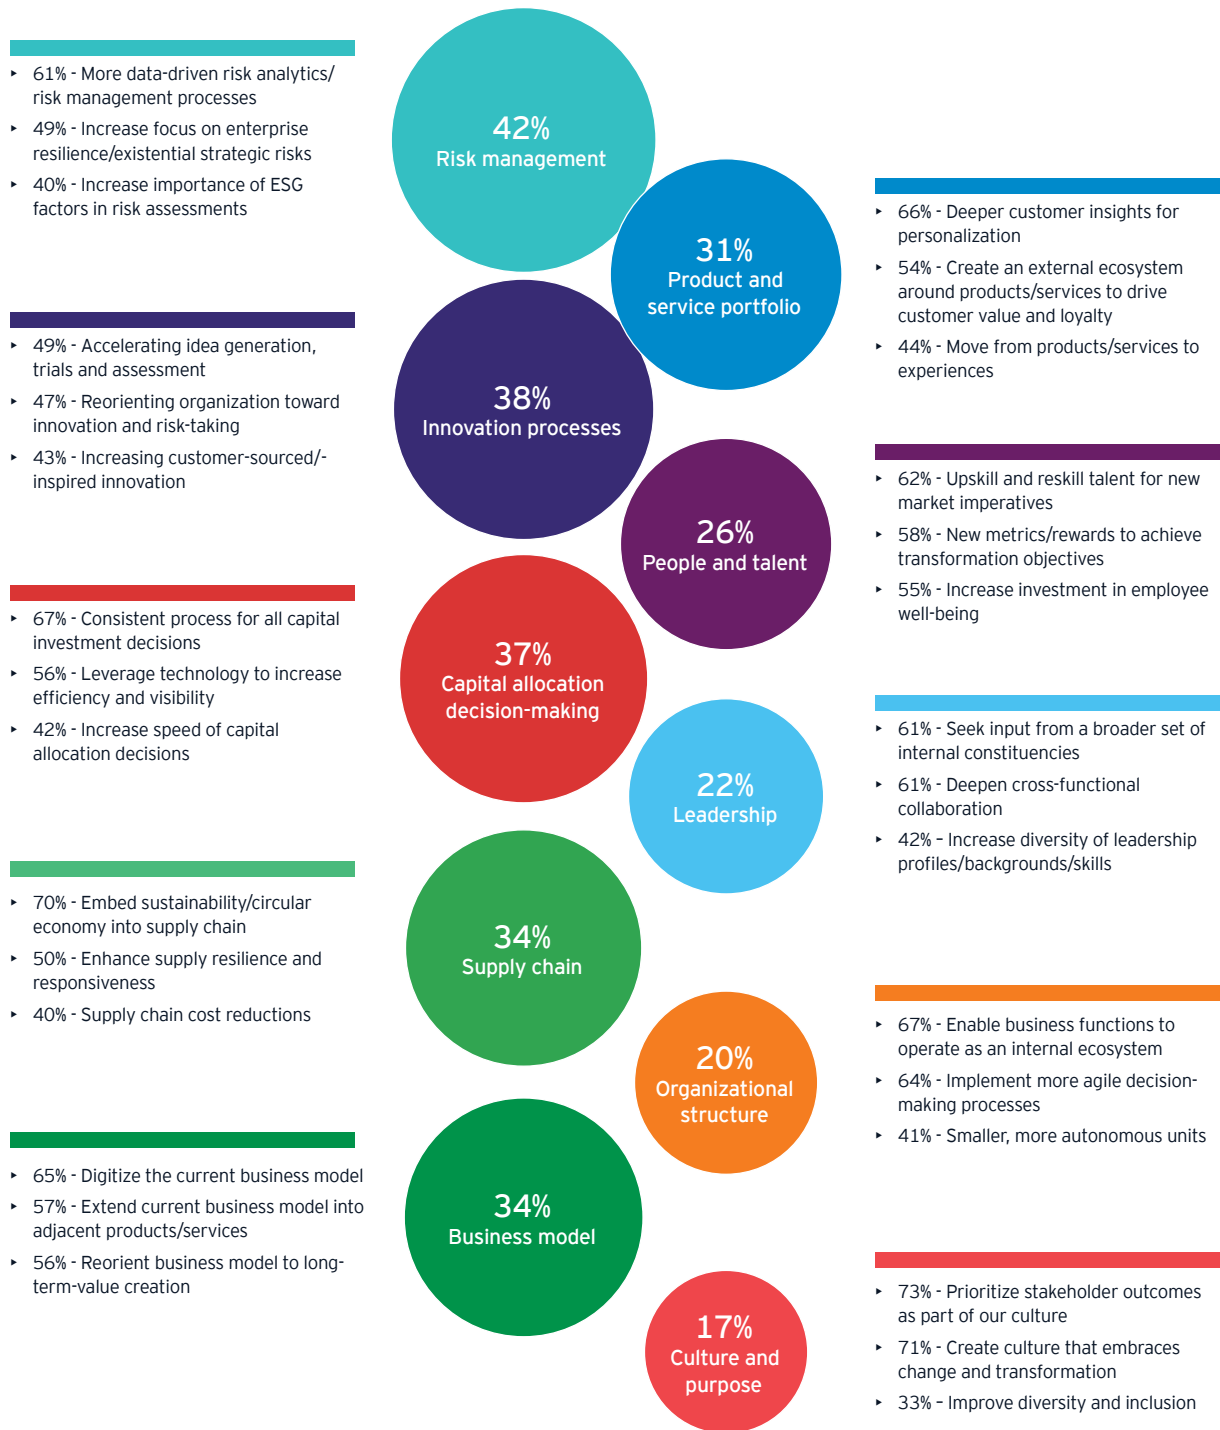 ▸ 61% - More data-driven risk analytics/
risk management processes
▸ 49% - Increase focus on enterprise
resilience/existential strategic risks
▸ 40% - Increase importance of ESG
factors in risk assessments
42%
Risk management
31%
Product and
service portfolio
▸ 66% - Deeper customer insights for
personalization
▸ 54% - Create an external ecosystem
around products/services to drive
customer value and loyalty
▸ 44% - Move from products/services to
experiences
▸ 49% - Accelerating idea generation,
trials and assessment
▸ 47% - Reorienting organization toward
innovation and risk-taking
▸ 43% - Increasing customer-sourced/-
inspired innovation
38%
Innovation processes
26%
People and talent
▸ 62% - Upskill and reskill talent for new
market imperatives
▸ 58% - New metrics/rewards to achieve
transformation objectives
▸ 55% - Increase investment in employee
well-being
▸ 67% - Consistent process for all capital
investment decisions
▸ 56% - Leverage technology to increase
efficiency and visibility
▸ 42% - Increase speed of capital
allocation decisions
37%
Capital allocation
decision-making
22%
Leadership
▸ 61% - Seek input from a broader set of
internal constituencies
▸ 61% - Deepen cross-functional
collaboration
▸ 42% – Increase diversity of leadership
profiles/backgrounds/skills
▸ 70% - Embed sustainability/circular
economy into supply chain
▸ 50% - Enhance supply resilience and
responsiveness
▸ 40% - Supply chain cost reductions
34%
Supply chain
20%
Organizational
structure
▸ 67% - Enable business functions to
operate as an internal ecosystem
▸ 64% - Implement more agile decision-
making processes
▸ 41% - Smaller, more autonomous units
▸ 65% - Digitize the current business model
▸ 57% - Extend current business model into
adjacent products/services
▸ 56% - Reorient business model to long-
term-value creation
34%
Business model
17%
Culture and
purpose
▸ 73% - Prioritize stakeholder outcomes
as part of our culture
▸ 71% - Create culture that embraces
change and transformation
▸ 33% – Improve diversity and inclusion